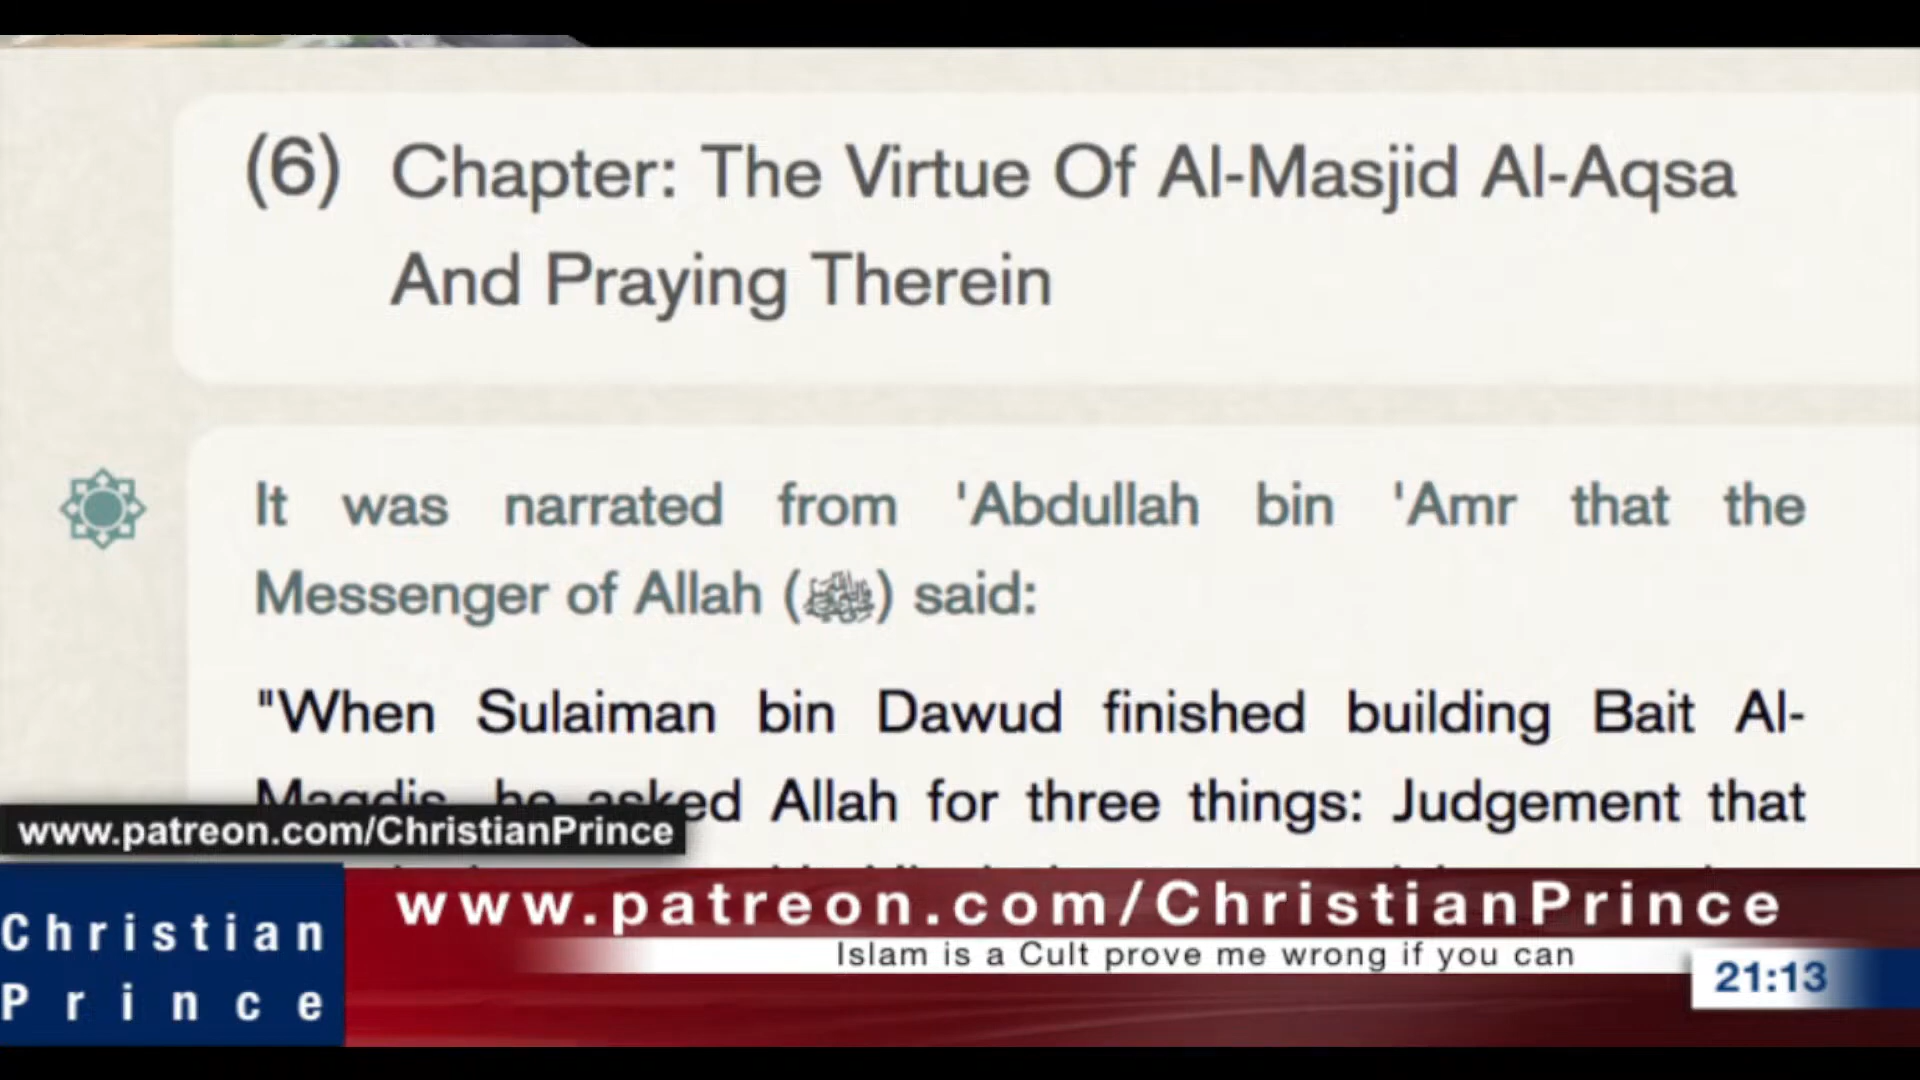 (6) Chapter: The Virtue Of Al-Masjid Al-Aqsa
And Praying Therein
It was narrated from 'Abdullah bin 'Amr that the
Messenger of Allah (ﷺ) said:
"When Sulaiman bin Dawud finished building Bait Al-
Maqdis, he asked Allah for three things: Judgement that
www.patreon.com/ChristianPrince
www.patreon.com/ChristianPrince
Islam is a Cult prove me wrong if you can
Christian
Prince
21:13